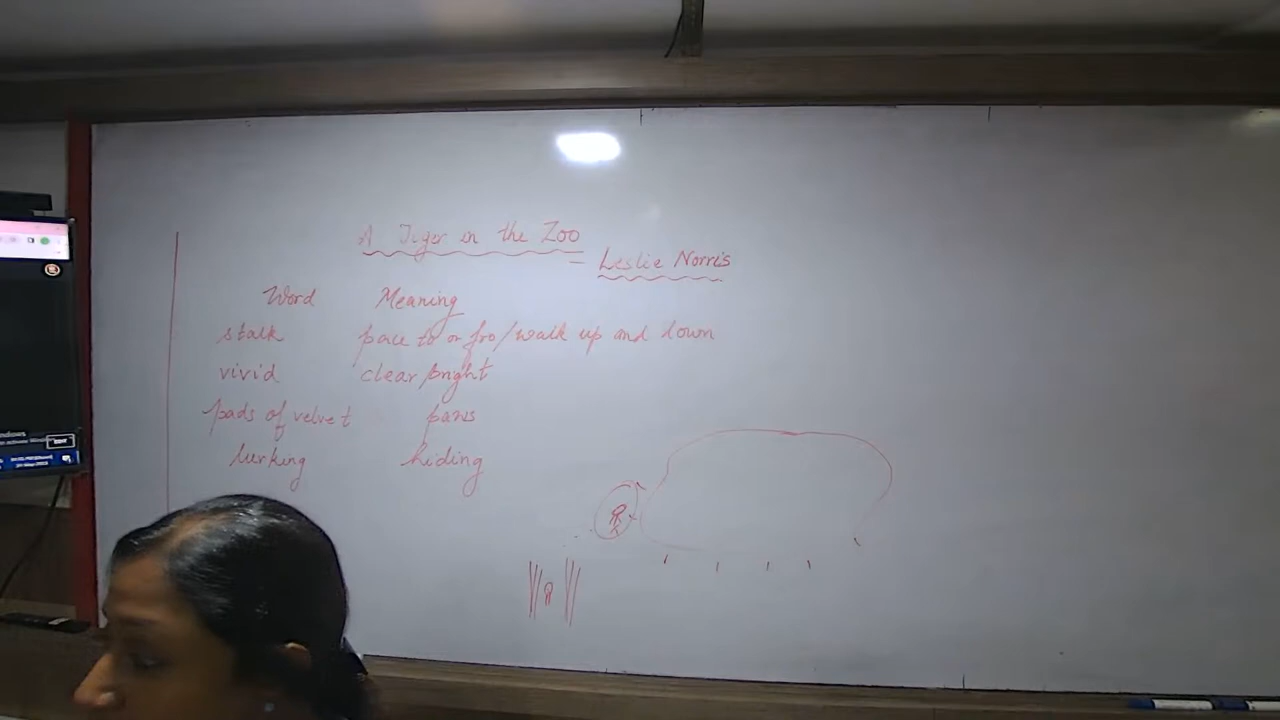 A Tiger in the Zoo
= Leslie Norris
Word Meaning
stalk pace to or fro/walk up and down
vivid clear/bright
pads of velvet paws
lurking hiding